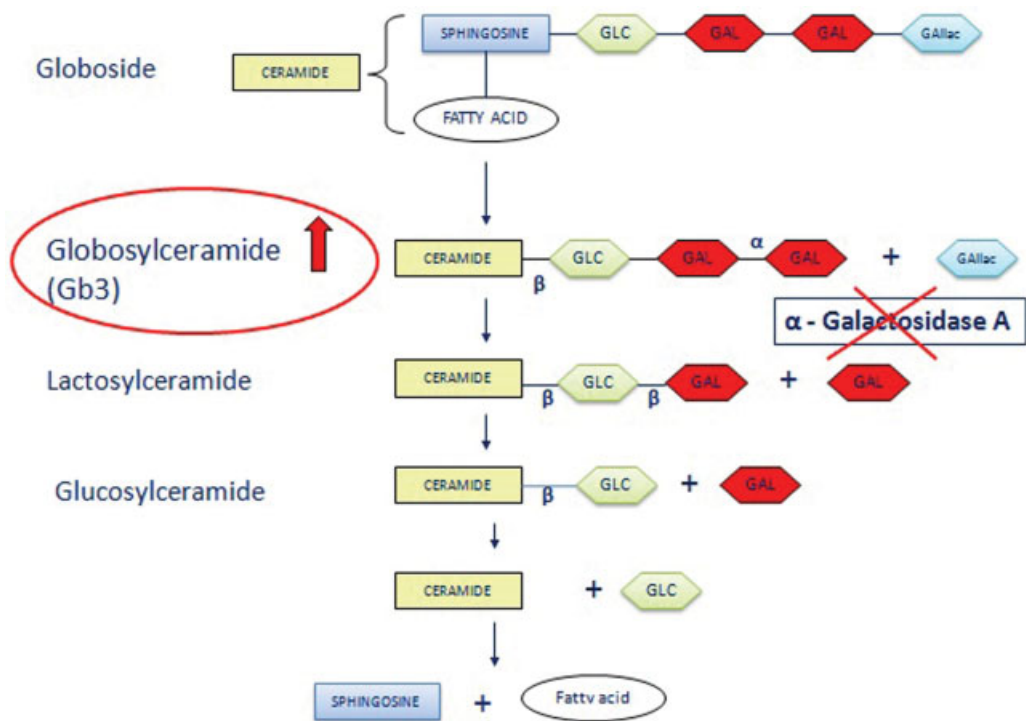 SPHINGOSINE
GLC
GAL
GAL
GAllac
Globoside
CERAMIDE
FATTY ACID
Globosylceramide
(Gb3)
CERAMIDE
β
GLC
GAL
α
GAL
+
GAllac
α - Galactosidase A
Lactosylceramide
CERAMIDE
β
GLC
β
GAL
+
GAL
Glucosylceramide
CERAMIDE
β
GLC
+
GAL
CERAMIDE
+
GLC
SPHINGOSINE
+
Fatty acid